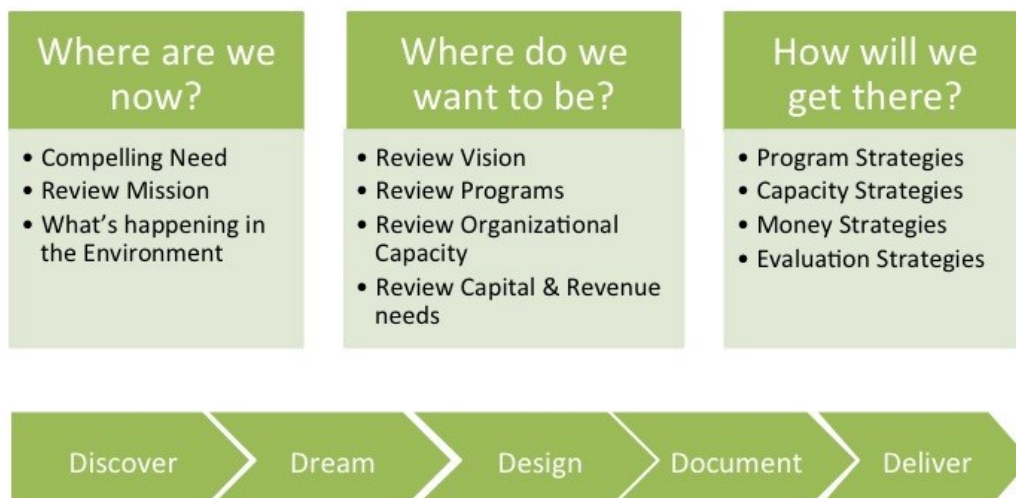 Where are we
now?
• Compelling Need
• Review Mission
• What’s happening in
the Environment
Where do we
want to be?
• Review Vision
• Review Programs
• Review Organizational
Capacity
• Review Capital & Revenue
needs
How will we
get there?
• Program Strategies
• Capacity Strategies
• Money Strategies
• Evaluation Strategies
Discover
Dream
Design
Document
Deliver